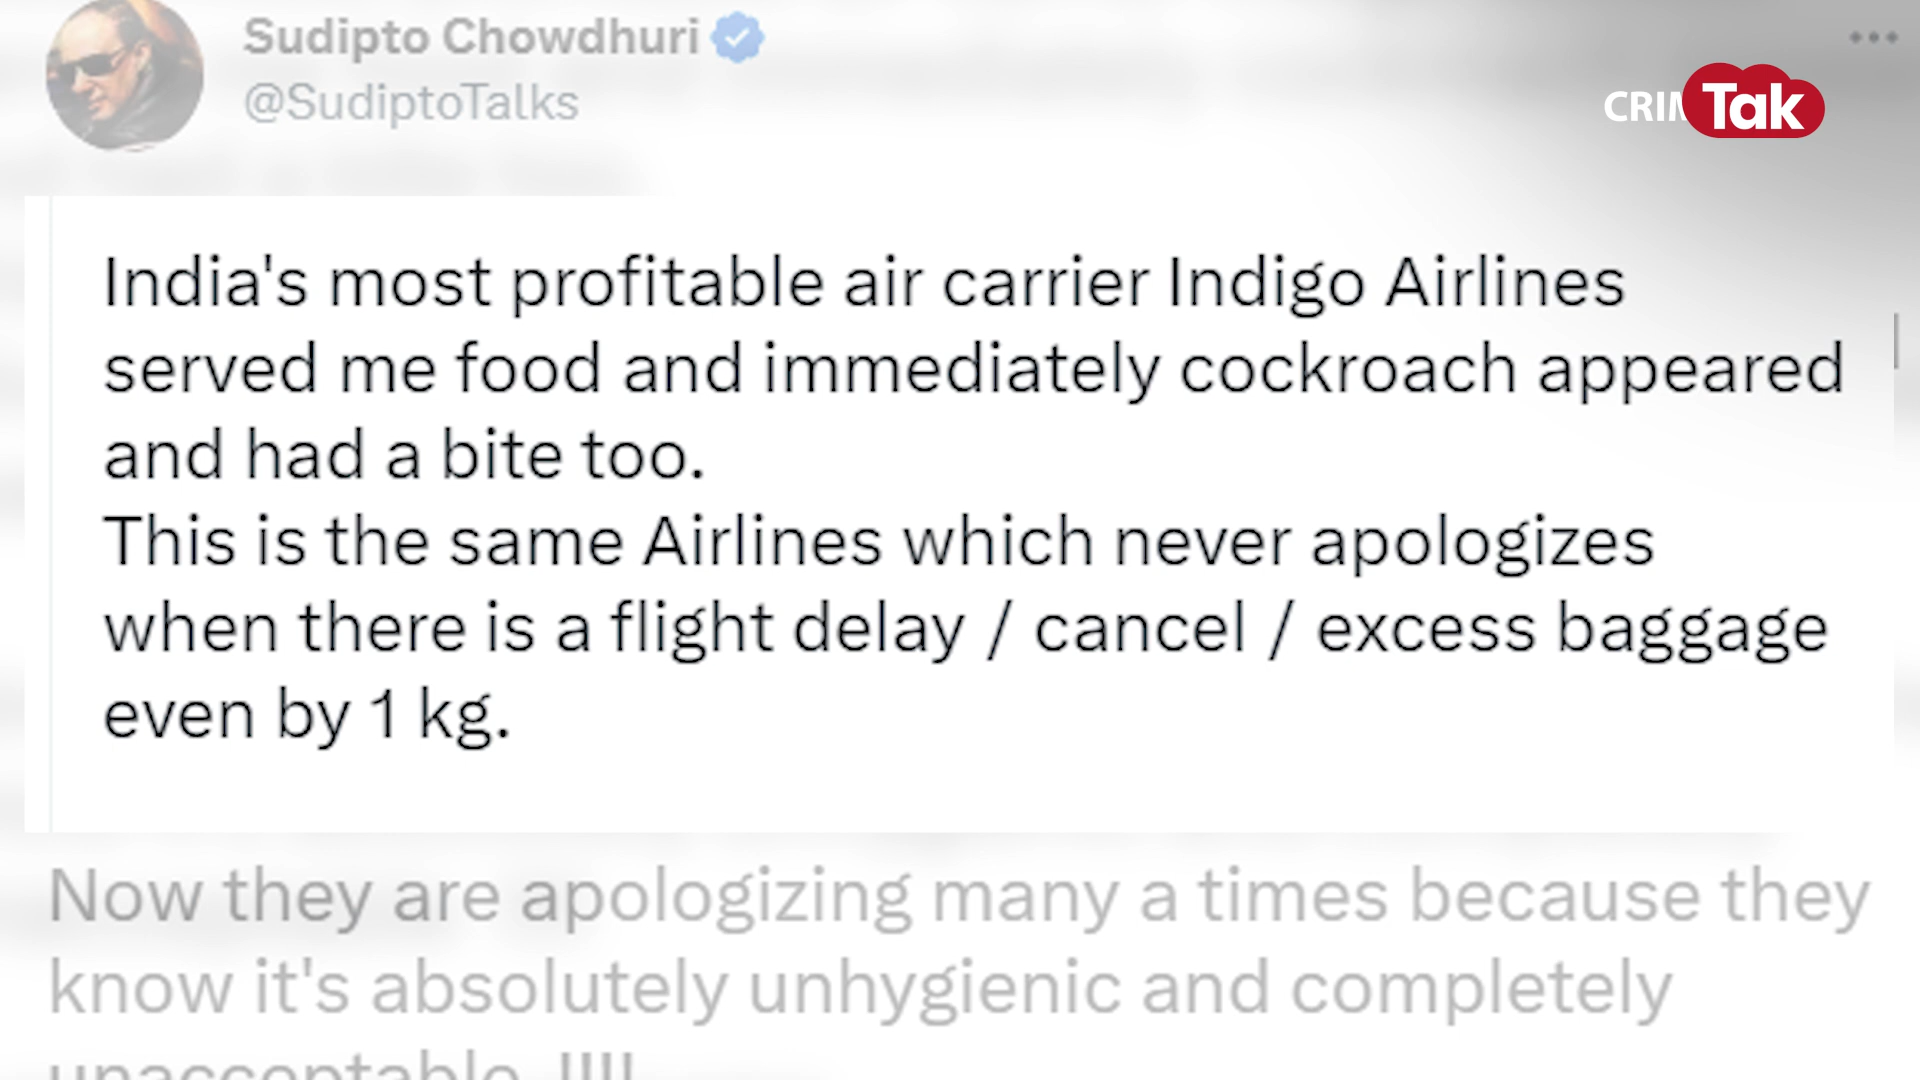 Sudipto Chowdhuri
@SudiptoTalks
CRIM Tak
India's most profitable air carrier Indigo Airlines
served me food and immediately cockroach appeared
and had a bite too.
This is the same Airlines which never apologizes
when there is a flight delay / cancel / excess baggage
even by 1 kg.
Now they are apologizing many a times because they
know it's absolutely unhygienic and completely
unacceptable !!!!